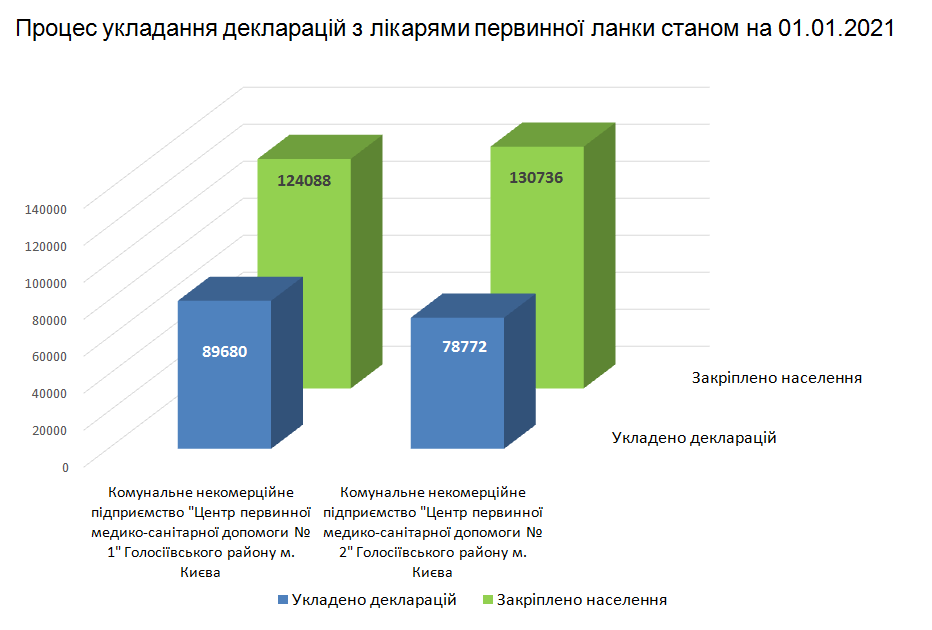 Процес укладання декларацій з лікарями первинної ланки станом на 01.01.2021
124088
130736
140000
120000
100000
80000
60000
40000
20000
0
89680
78772
Закріплено населення
Укладено декларацій
Комунальне некомерційне
підприємство "Центр первинної
медико-санітарної допомоги №
1" Голосіївського району м.
Києва
Комунальне некомерційне
підприємство "Центр первинної
медико-санітарної допомоги №
2" Голосіївського району м.
Києва
Укладено декларацій
Закріплено населення